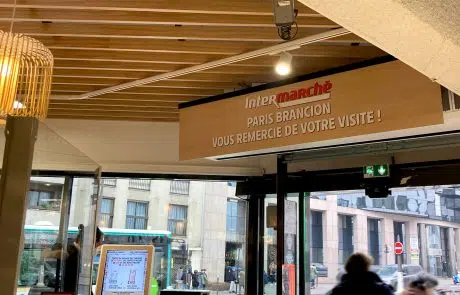 Intermarché
PARIS BRANCION
VOUS REMERCIE DE VOTRE VISITE !